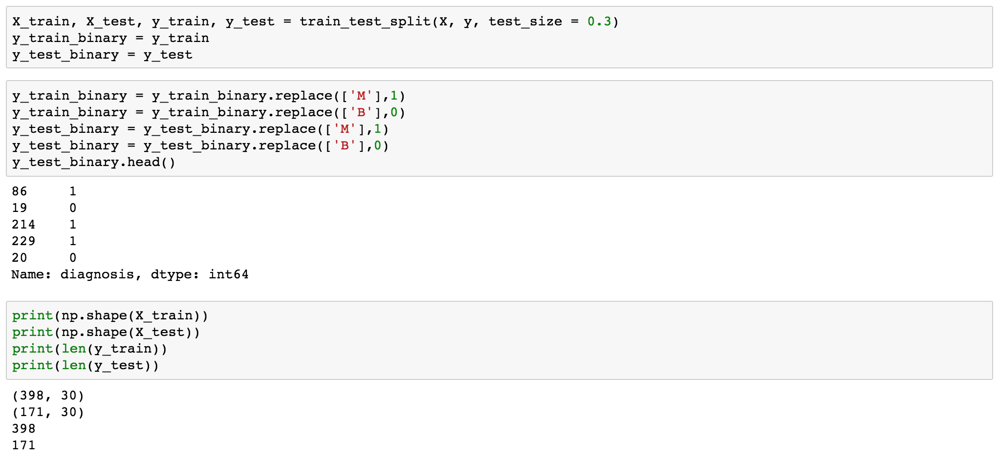 X_train, X_test, y_train, y_test = train_test_split(X, y, test_size = 0.3)
y_train_binary = y_train
y_test_binary = y_test
y_train_binary = y_train_binary.replace(['M'],1)
y_train_binary = y_train_binary.replace(['B'],0)
y_test_binary = y_test_binary.replace(['M'],1)
y_test_binary = y_test_binary.replace(['B'],0)
y_test_binary.head()
86     1
19     0
214    1
229    1
20     0
Name: diagnosis, dtype: int64
print(np.shape(X_train))
print(np.shape(X_test))
print(len(y_train))
print(len(y_test))
(398, 30)
(171, 30)
398
171